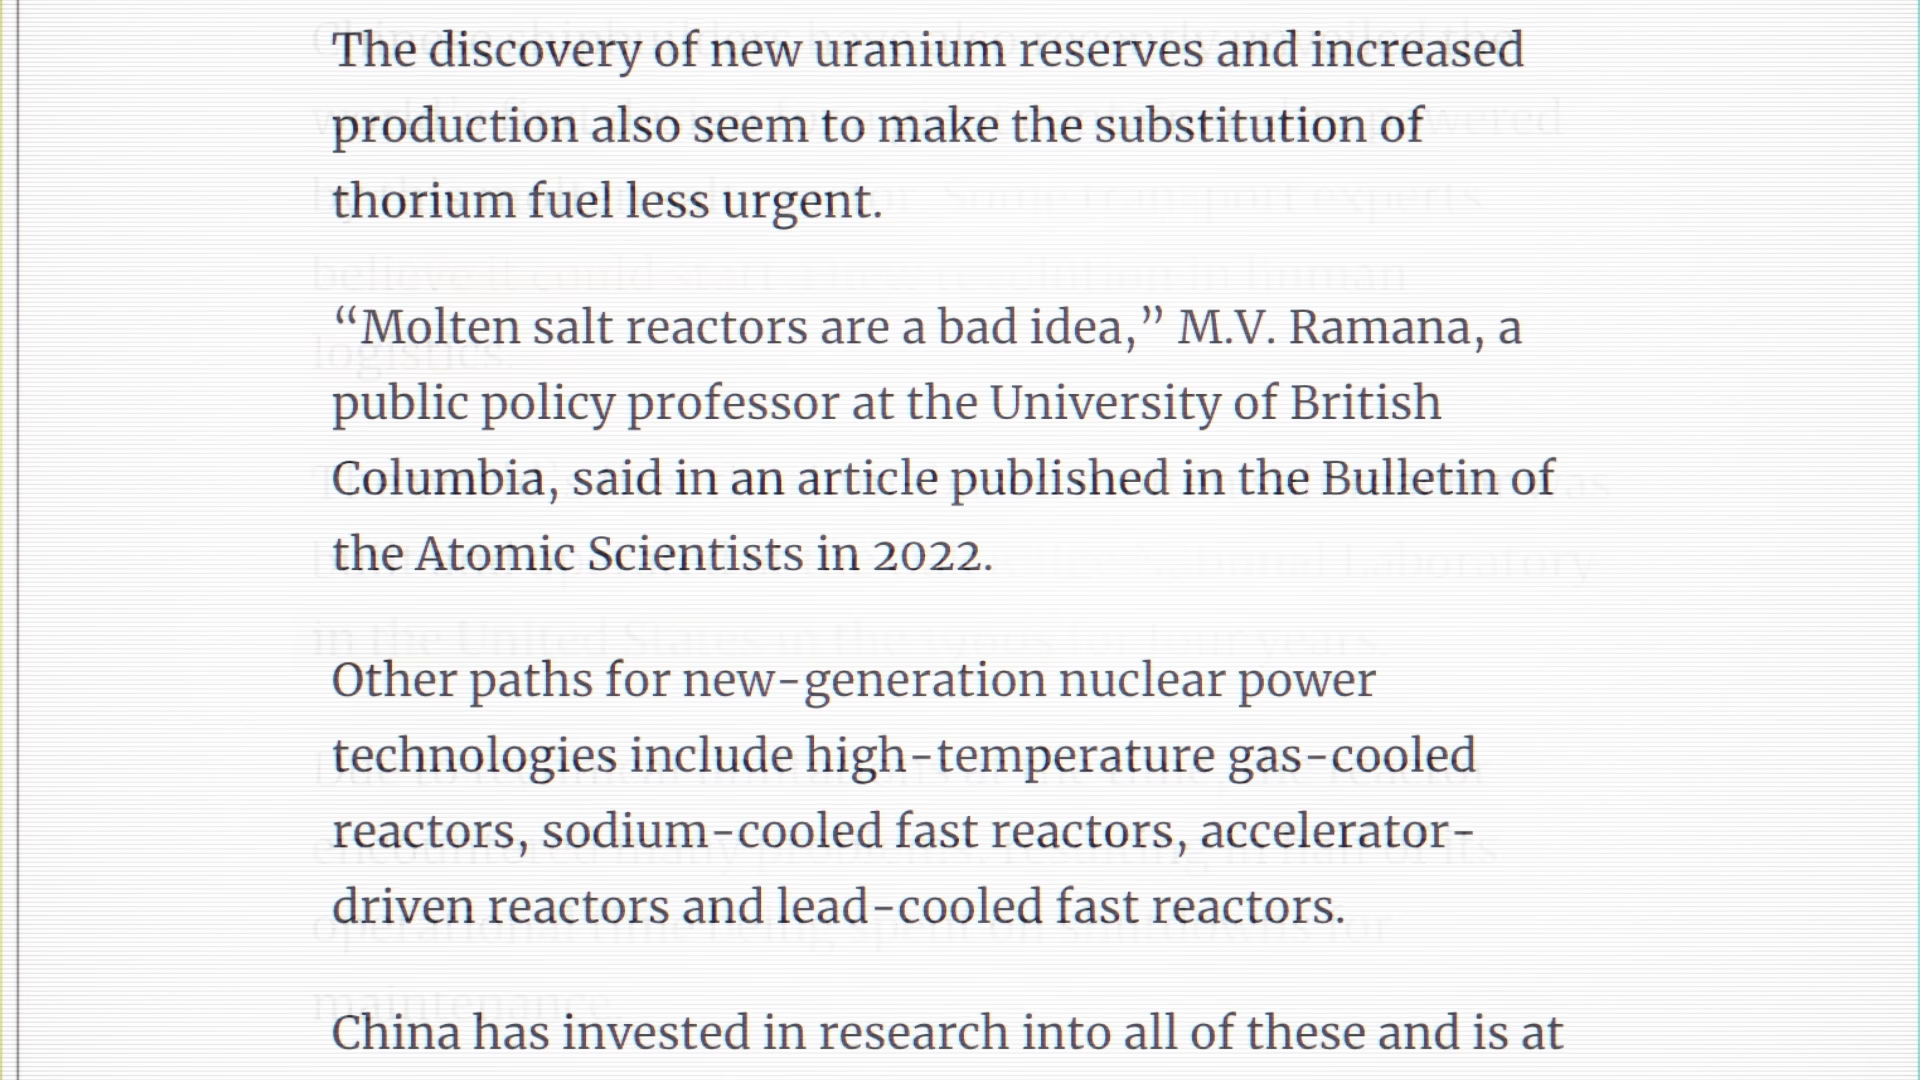 The discovery of new uranium reserves and increased
production also seem to make the substitution of
thorium fuel less urgent.
“Molten salt reactors are a bad idea,” M.V. Ramana, a
public policy professor at the University of British
Columbia, said in an article published in the Bulletin of
the Atomic Scientists in 2022.
Other paths for new-generation nuclear power
technologies include high-temperature gas-cooled
reactors, sodium-cooled fast reactors, accelerator-
driven reactors and lead-cooled fast reactors.
China has invested in research into all of these and is at